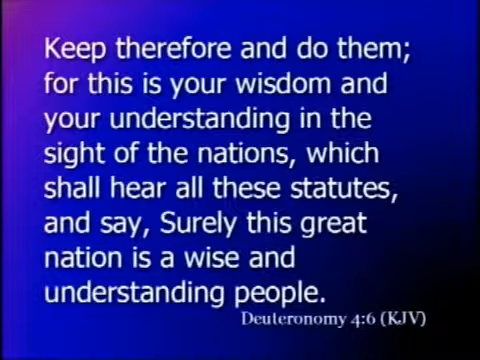 Keep therefore and do them;
for this is your wisdom and
your understanding in the
sight of the nations, which
shall hear all these statutes,
and say, Surely this great
nation is a wise and
understanding people.
Deuteronomy 4:6 (KJV)